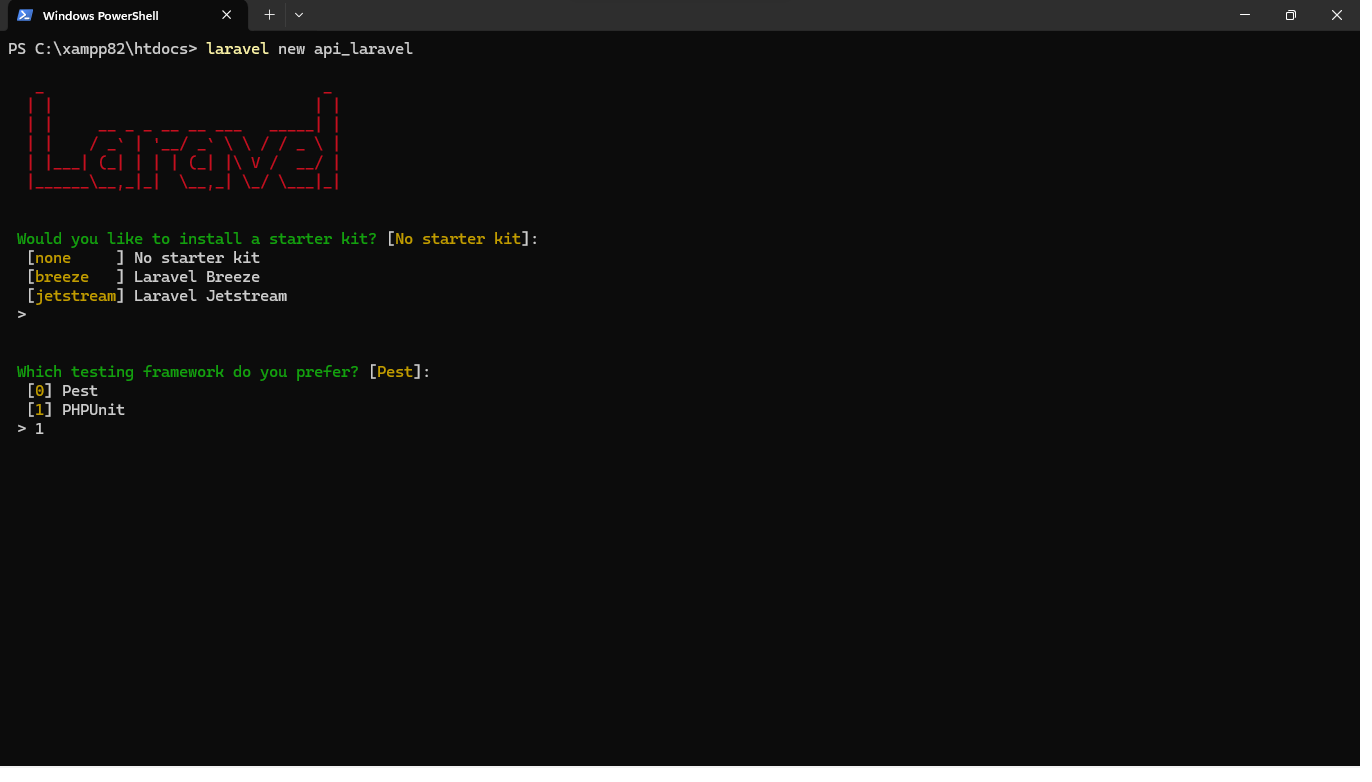 Windows PowerShell
PS C:\xampp82\htdocs> laravel new api_laravel
Laravel
Would you like to install a starter kit? [No starter kit]:
[none     ] No starter kit
[breeze   ] Laravel Breeze
[jetstream] Laravel Jetstream
>
Which testing framework do you prefer? [Pest]:
[0] Pest
[1] PHPUnit
> 1